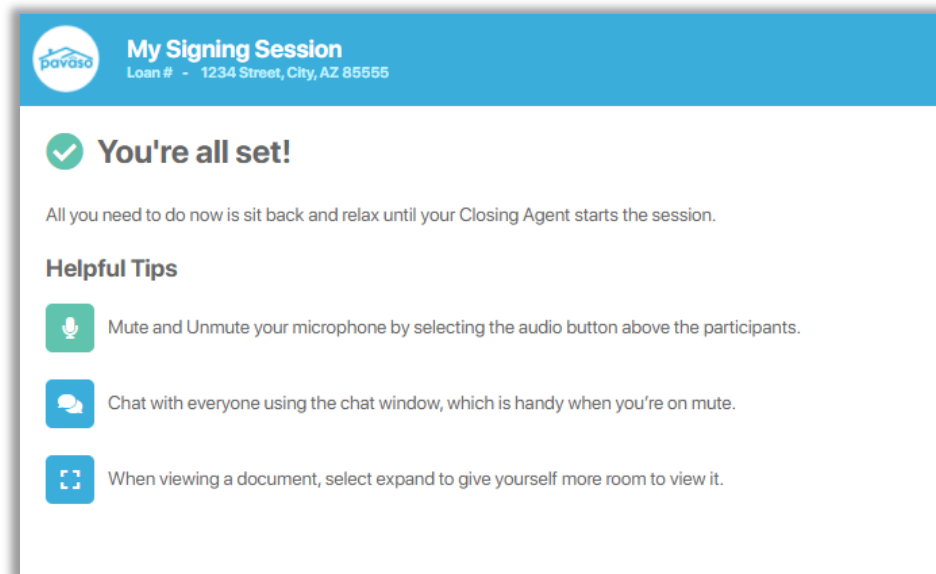 pavaso
My Signing Session
Loan # - 1234 Street, City, AZ 85555
You're all set!
All you need to do now is sit back and relax until your Closing Agent starts the session.
Helpful Tips
Mute and Unmute your microphone by selecting the audio button above the participants.
Chat with everyone using the chat window, which is handy when you’re on mute.
When viewing a document, select expand to give yourself more room to view it.